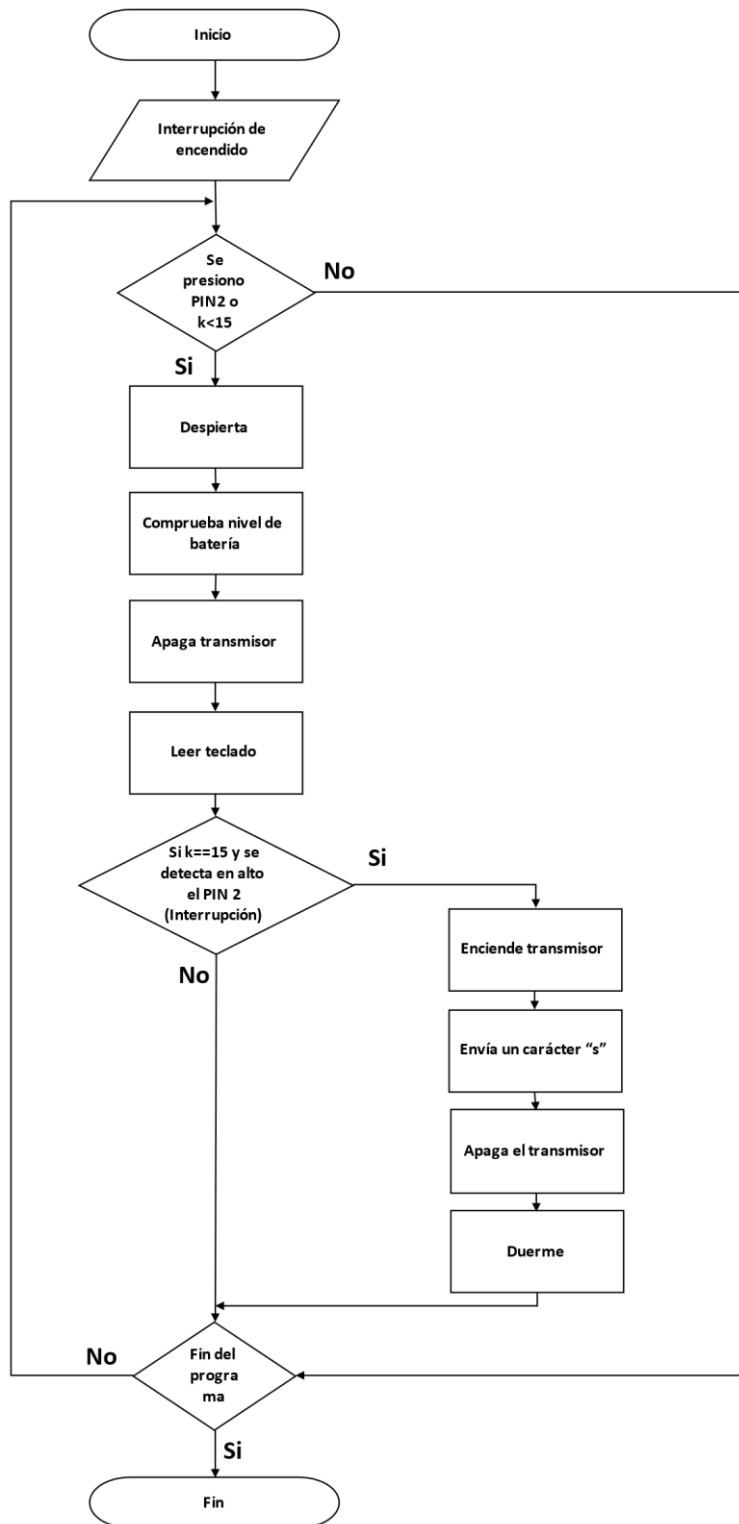 Inicio
Interrupción de
encendido
Se
presiono
PIN2 o
k<15
No
Si
Despierta
Comprueba nivel de
batería
Apaga transmisor
Leer teclado
Si k==15 y se
detecta en alto
el PIN 2
(Interrupción)
Si
No
Enciende transmisor
Envía un carácter “s”
Apaga el transmisor
Duerme
Fin del
progra
ma
No
Si
Fin